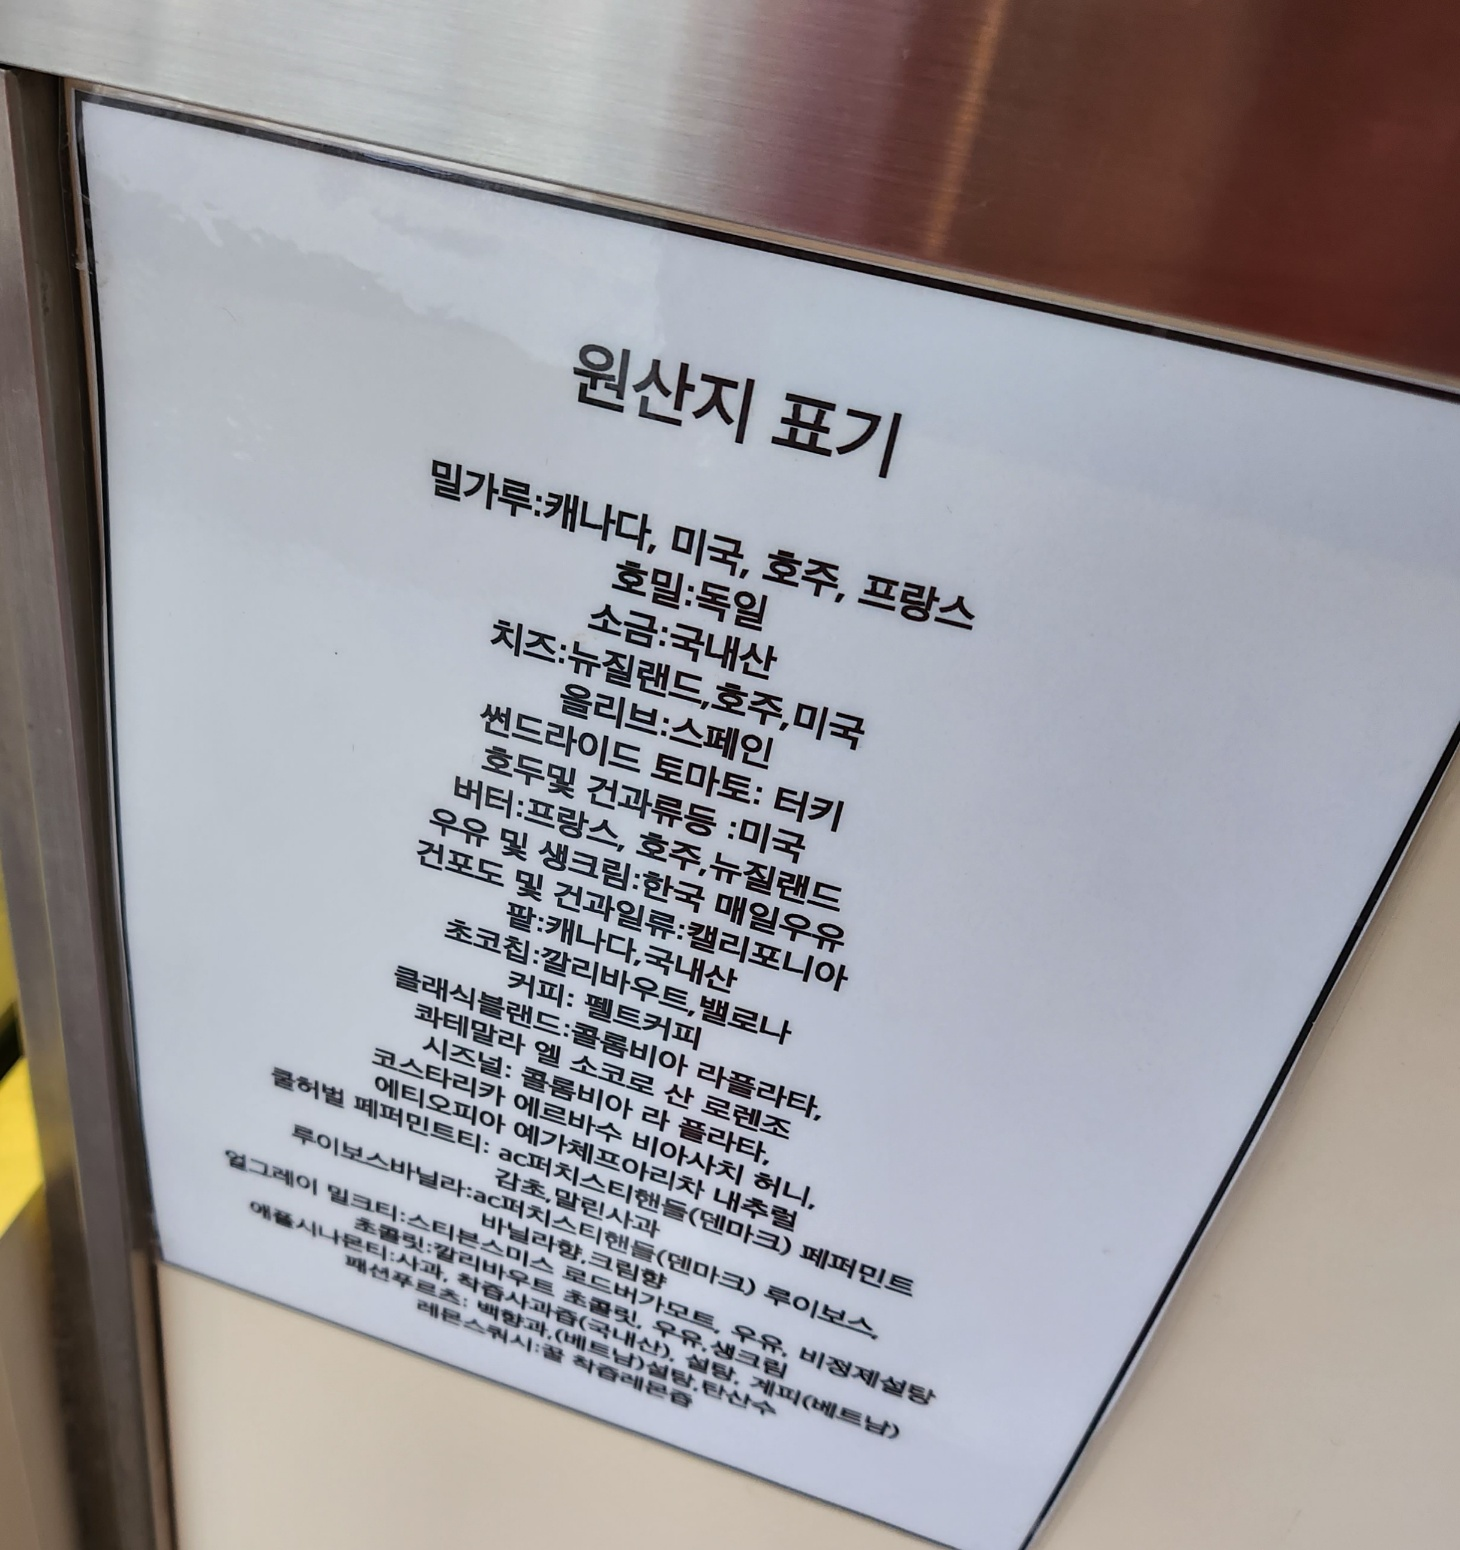 원산지 표기
밀가루:캐나다, 미국, 호주, 프랑스
호밀:독일
소금:국내산
치즈:뉴질랜드,호주,미국
올리브:스페인
썬드라이드 토마토: 터키
호두및 건과류등 :미국
버터:프랑스, 호주,뉴질랜드
우유 및 생크림:한국 매일우유
건포도 및 건과일류:캘리포니아
팥:캐나다,국내산
초코칩:깔리바우트,밸로나
커피: 펠트커피
클래식블랜드:콜롬비아 라플라타,
콰테말라 엘 소코로 산 로렌조
시즈널: 콜롬비아 라 플라타,
코스타리카 에르바수 비아사치 허니,
에티오피아 예가체프아리차 내추럴
쿨허벌 페퍼민트티: ac퍼치스티핸들(덴마크) 페퍼민트
감초,말린사과
루이보스바닐라:ac퍼치스티핸들(덴마크) 루이보스,
바닐라향,크림향
얼그레이 밀크티:스티븐스미스 로드버가모트, 우유, 비정제설탕
초콜릿:깔리바우트 초콜릿, 우유,생크림
애플시나몬티:사과, 착즙사과즙(국내산), 설탕, 계피(베트남)
패션푸르츠: 백향과,(베트남)설탕,탄산수
레몬스쿼시:꿀 착즙레몬즙